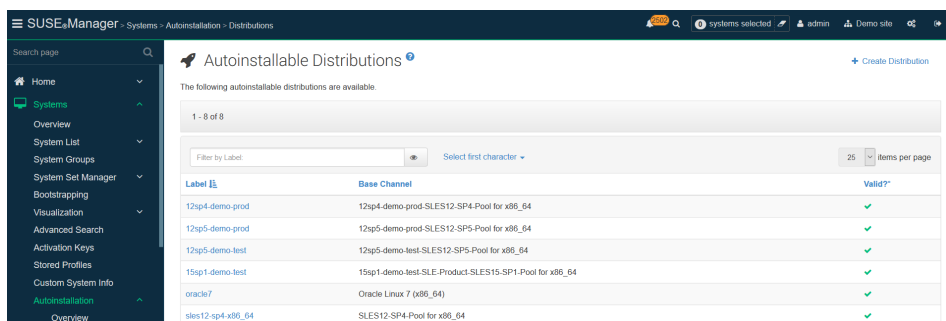 SUSE®Manager > Systems > Autoinstallation > Distributions
2502
0 systems selected
admin
Demo site
Search page
Home
Systems
Overview
System List
System Groups
System Set Manager
Bootstrapping
Visualization
Advanced Search
Activation Keys
Stored Profiles
Custom System Info
Autoinstallation
Overview
Autoinstallable Distributions ?
+ Create Distribution
The following autoinstallable distributions are available.
1 - 8 of 8
Filter by Label:
Select first character
25 items per page
Label Base Channel Valid?*
12sp4-demo-prod 12sp4-demo-prod-SLES12-SP4-Pool for x86_64
12sp5-demo-prod 12sp5-demo-prod-SLES12-SP5-Pool for x86_64
12sp5-demo-test 12sp5-demo-test-SLES12-SP5-Pool for x86_64
15sp1-demo-test 15sp1-demo-test-SLE-Product-SLES15-SP1-Pool for x86_64
oracle7 Oracle Linux 7 (x86_64)
sles12-sp4-x86_64 SLES12-SP4-Pool for x86_64